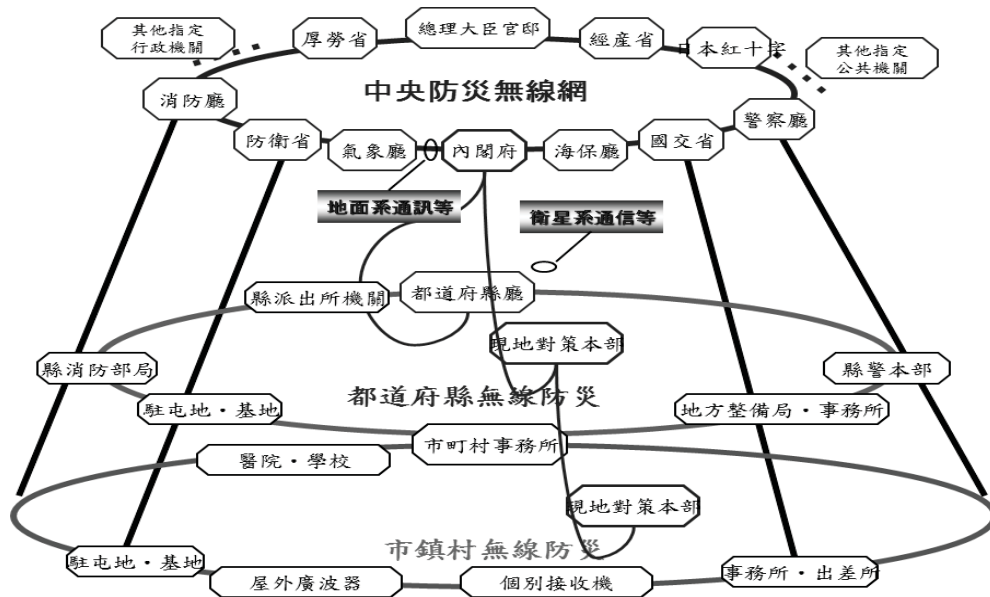 其他指定
行政機關
厚勞省
總理大臣官邸
經產省
日本紅十字
其他指定
公共機關
消防廳
中央防災無線網
警察廳
防衛省
氣象廳
內閣府
海保廳
國交省
地面系通訊等
衛星系通信等
縣派出所機關
都道府縣廳
現地對策本部
縣消防部局
縣警本部
駐屯地・基地
都道府縣無線防災
地方整備局・事務所
市町村事務所
醫院・學校
現地對策本部
市鎮村無線防災
駐屯地・基地
事務所・出差所
屋外廣波器
個別接收機